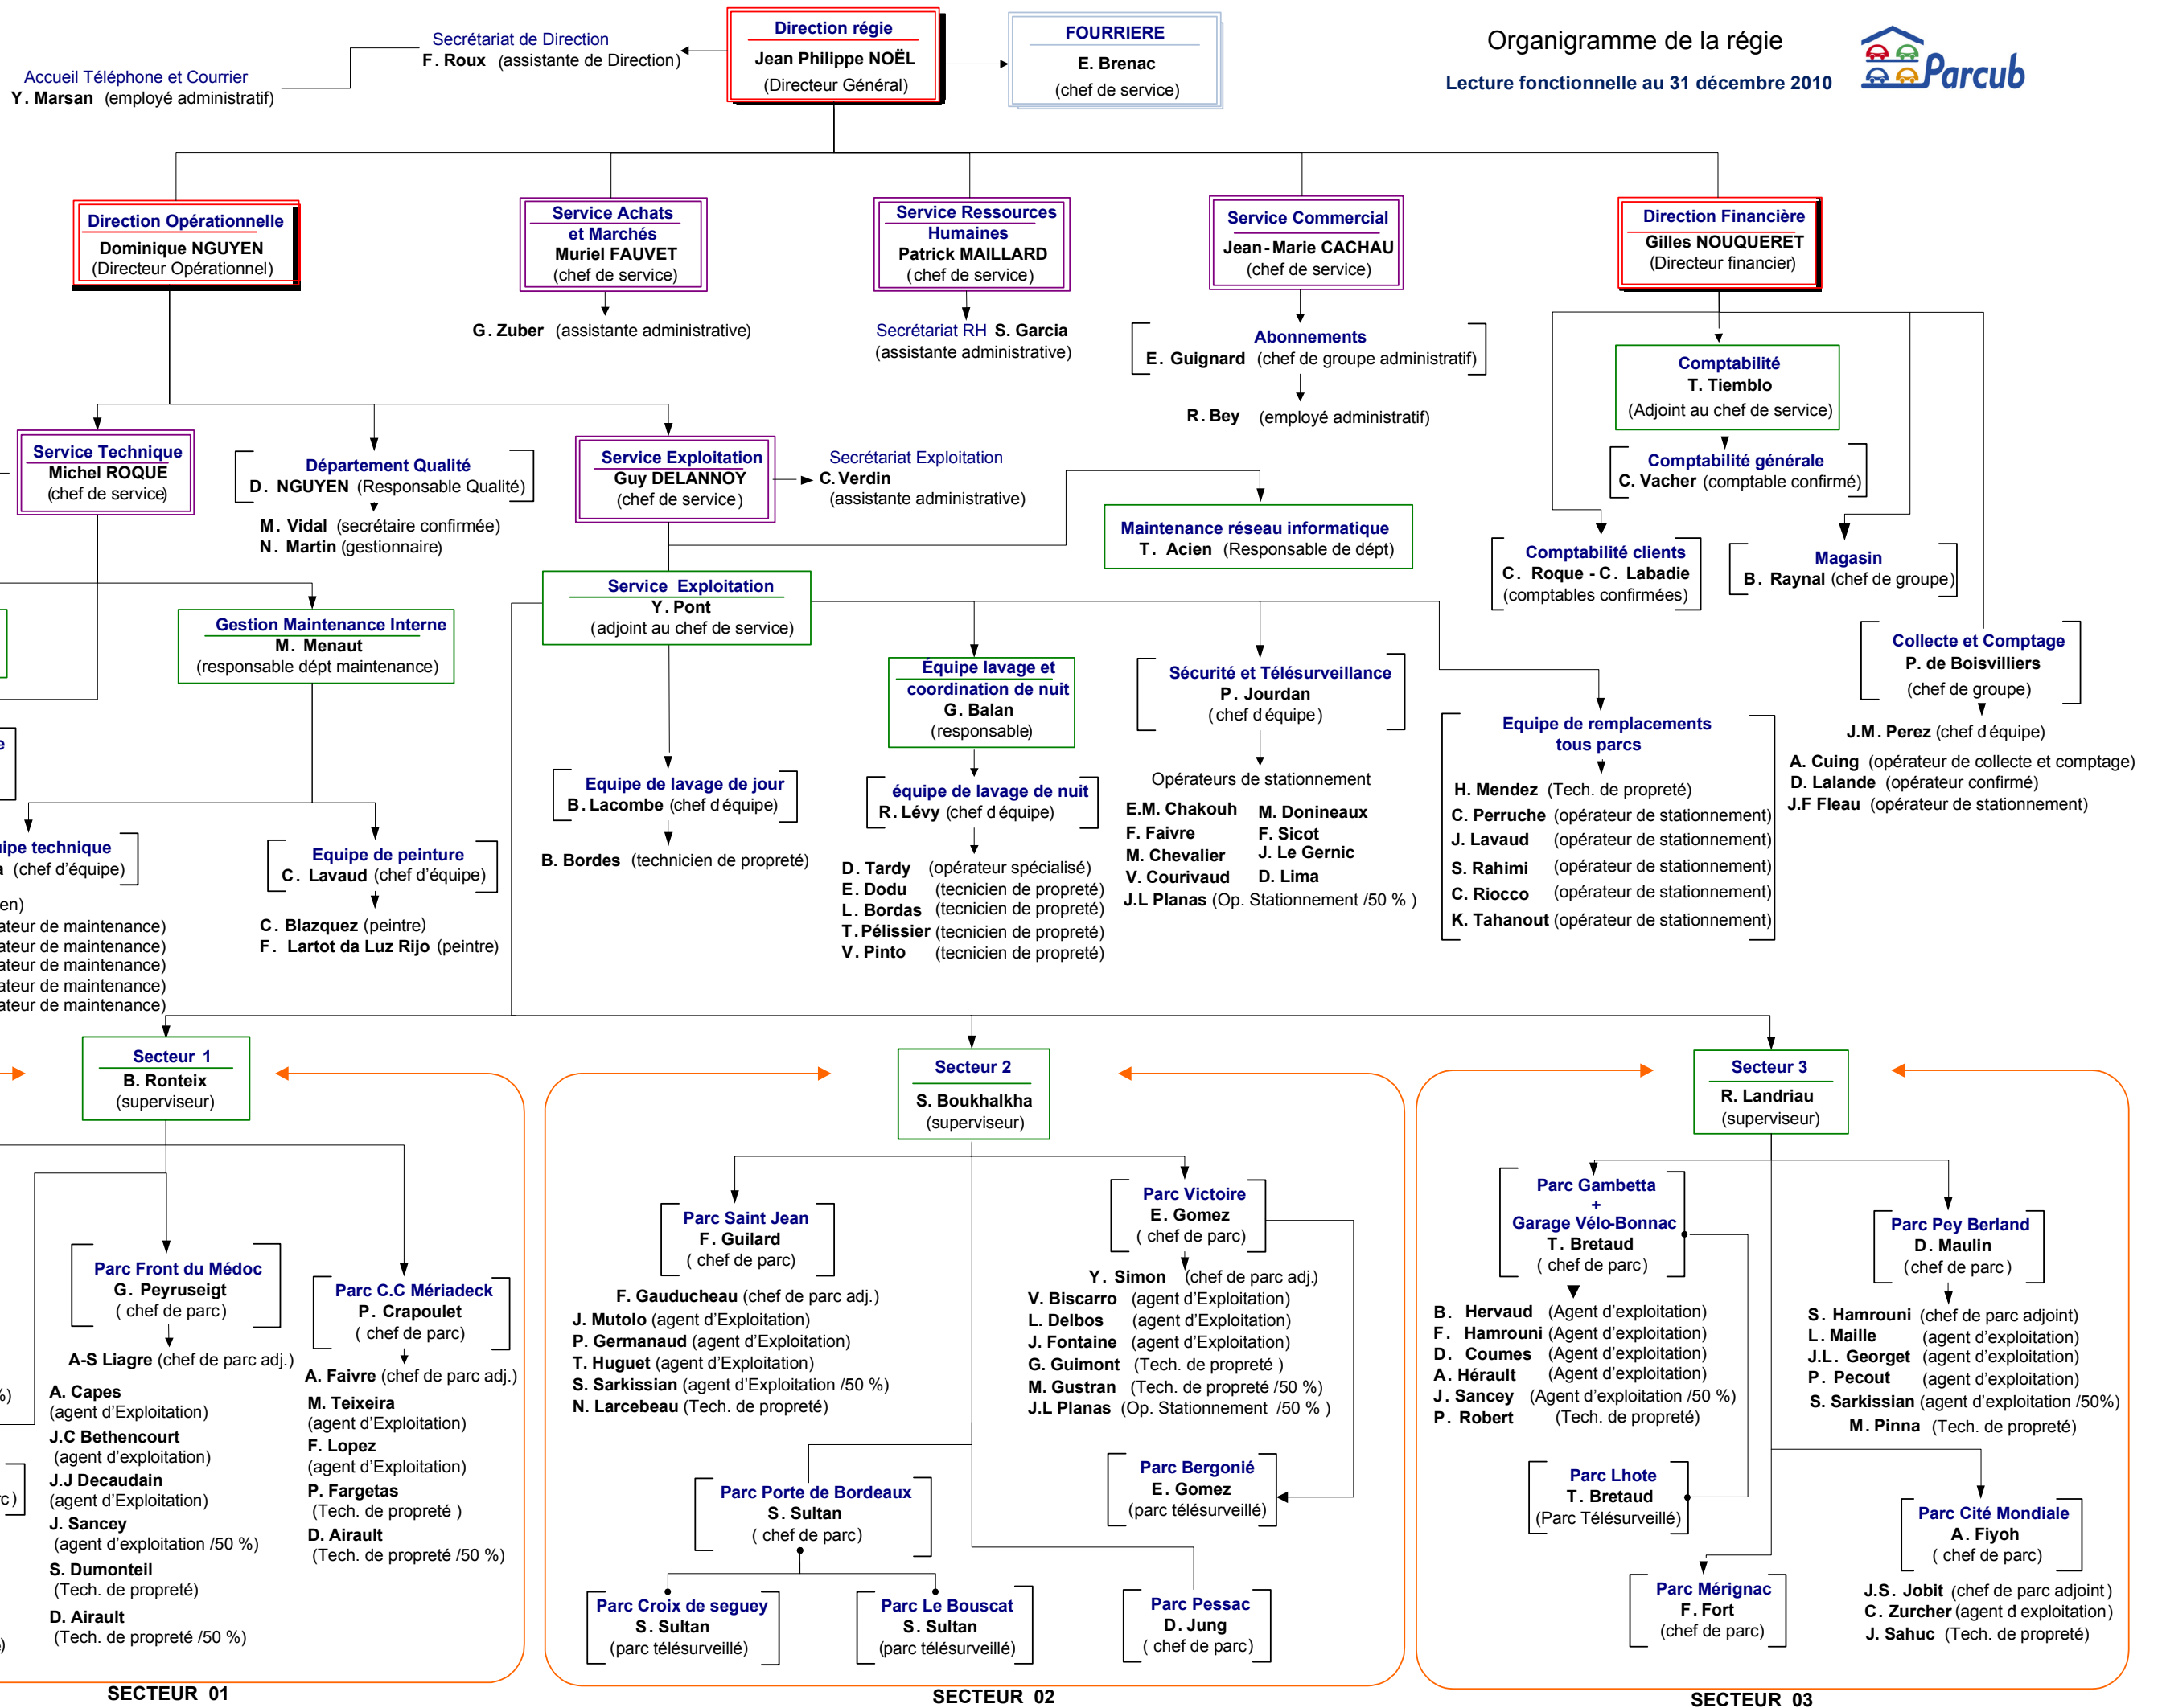 Direction régie
Jean Philippe NOËL
(Directeur Général)
Secrétariat de Direction
F. Roux (assistante de Direction)
Accueil Téléphone et Courrier
Y. Marsan (employé administratif)
FOURRIERE
E. Brenac
(chef de service)
Organigramme de la régie
Lecture fonctionnelle au 31 décembre 2010
Parcub
Direction Opérationnelle
Dominique NGUYEN
(Directeur Opérationnel)
Service Achats
et Marchés
Muriel FAUVET
(chef de service)
G. Zuber (assistante administrative)
Service Ressources
Humaines
Patrick MAILLARD
(chef de service)
Secrétariat RH S. Garcia
(assistante administrative)
Service Commercial
Jean-Marie CACHAU
(chef de service)
Abonnements
E. Guignard (chef de groupe administratif)
R. Bey (employé administratif)
Direction Financière
Gilles NOUQUERET
(Directeur financier)
Comptabilité
T. Tiemblo
(Adjoint au chef de service)
Comptabilité générale
C. Vacher (comptable confirmé)
Comptabilité clients
C. Roque - C. Labadie
(comptables confirmées)
Magasin
B. Raynal (chef de groupe)
Collecte et Comptage
P. de Boisvilliers
(chef de groupe)
J.M. Perez (chef d équipe)
A. Cuing (opérateur de collecte et comptage)
D. Lalande (opérateur confirmé)
J.F Fleau (opérateur de stationnement)
Service Technique
Michel ROQUE
(chef de service)
Département Qualité
D. NGUYEN (Responsable Qualité)
M. Vidal (secrétaire confirmée)
N. Martin (gestionnaire)
Service Exploitation
Guy DELANNOY
(chef de service)
Secrétariat Exploitation
C. Verdin
(assistante administrative)
Maintenance réseau informatique
T. Acien (Responsable de dépt)
Gestion Maintenance Interne
M. Menaut
(responsable dépt maintenance)
Service Exploitation
Y. Pont
(adjoint au chef de service)
e
ipe technique
a (chef d’équipe)
en)
ateur de maintenance)
ateur de maintenance)
ateur de maintenance)
ateur de maintenance)
ateur de maintenance)
Equipe de peinture
C. Lavaud (chef d’équipe)
C. Blazquez (peintre)
F. Lartot da Luz Rijo (peintre)
Equipe de lavage de jour
B. Lacombe (chef d équipe)
B. Bordes (technicien de propreté)
Équipe lavage et
coordination de nuit
G. Balan
(responsable)
équipe de lavage de nuit
R. Lévy (chef d équipe)
D. Tardy (opérateur spécialisé)
E. Dodu (tecnicien de propreté)
L. Bordas (tecnicien de propreté)
T. Pélissier (tecnicien de propreté)
V. Pinto (tecnicien de propreté)
Sécurité et Télésurveillance
P. Jourdan
(chef d équipe)
Opérateurs de stationnement
E.M. Chakouh M. Donineaux
F. Faivre F. Sicot
M. Chevalier J. Le Gernic
V. Courivaud D. Lima
J.L Planas (Op. Stationnement /50 % )
Equipe de remplacements
tous parcs
H. Mendez (Tech. de propreté)
C. Perruche (opérateur de stationnement)
J. Lavaud (opérateur de stationnement)
S. Rahimi (opérateur de stationnement)
C. Riocco (opérateur de stationnement)
K. Tahanout (opérateur de stationnement)
Secteur 1
B. Ronteix
(superviseur)
Parc Front du Médoc
G. Peyruseigt
( chef de parc)
A-S Liagre (chef de parc adj.)
A. Capes
(agent d’Exploitation)
J.C Bethencourt
(agent d’exploitation)
J.J Decaudain
(agent d’Exploitation)
J. Sancey
(agent d’exploitation /50 %)
S. Dumonteil
(Tech. de propreté)
D. Airault
(Tech. de propreté /50 %)
%)
rc )
)
Parc C.C Mériadeck
P. Crapoulet
( chef de parc)
A. Faivre (chef de parc adj.)
M. Teixeira
(agent d’Exploitation)
F. Lopez
(agent d’Exploitation)
P. Fargetas
(Tech. de propreté )
D. Airault
(Tech. de propreté /50 %)
SECTEUR 01
Secteur 2
S. Boukhalkha
(superviseur)
Parc Saint Jean
F. Guilard
( chef de parc)
F. Gauducheau (chef de parc adj.)
J. Mutolo (agent d’Exploitation)
P. Germanaud (agent d’Exploitation)
T. Huguet (agent d’Exploitation)
S. Sarkissian (agent d’Exploitation /50 %)
N. Larcebeau (Tech. de propreté)
Parc Victoire
E. Gomez
( chef de parc)
Y. Simon (chef de parc adj.)
V. Biscarro (agent d’Exploitation)
L. Delbos (agent d’Exploitation)
J. Fontaine (agent d’Exploitation)
G. Guimont (Tech. de propreté )
M. Gustran (Tech. de propreté /50 %)
J.L Planas (Op. Stationnement /50 % )
Parc Porte de Bordeaux
S. Sultan
( chef de parc)
Parc Bergonié
E. Gomez
(parc télésurveillé)
Parc Croix de seguey
S. Sultan
(parc télésurveillé)
Parc Le Bouscat
S. Sultan
(parc télésurveillé)
Parc Pessac
D. Jung
( chef de parc)
SECTEUR 02
Secteur 3
R. Landriau
(superviseur)
Parc Gambetta
+
Garage Vélo-Bonnac
T. Bretaud
( chef de parc)
B. Hervaud (Agent d’exploitation)
F. Hamrouni (Agent d’exploitation)
D. Coumes (Agent d’exploitation)
A. Hérault (Agent d’exploitation)
J. Sancey (Agent d’exploitation /50 %)
P. Robert (Tech. de propreté)
Parc Pey Berland
D. Maulin
(chef de parc )
S. Hamrouni (chef de parc adjoint)
L. Maille (agent d’exploitation)
J.L. Georget (agent d’exploitation)
P. Pecout (agent d’exploitation)
S. Sarkissian (agent d’exploitation /50%)
M. Pinna (Tech. de propreté)
Parc Lhote
T. Bretaud
(Parc Télésurveillé)
Parc Cité Mondiale
A. Fiyoh
( chef de parc)
J.S. Jobit (chef de parc adjoint )
C. Zurcher (agent d exploitation)
J. Sahuc (Tech. de propreté)
Parc Mérignac
F. Fort
(chef de parc)
SECTEUR 03